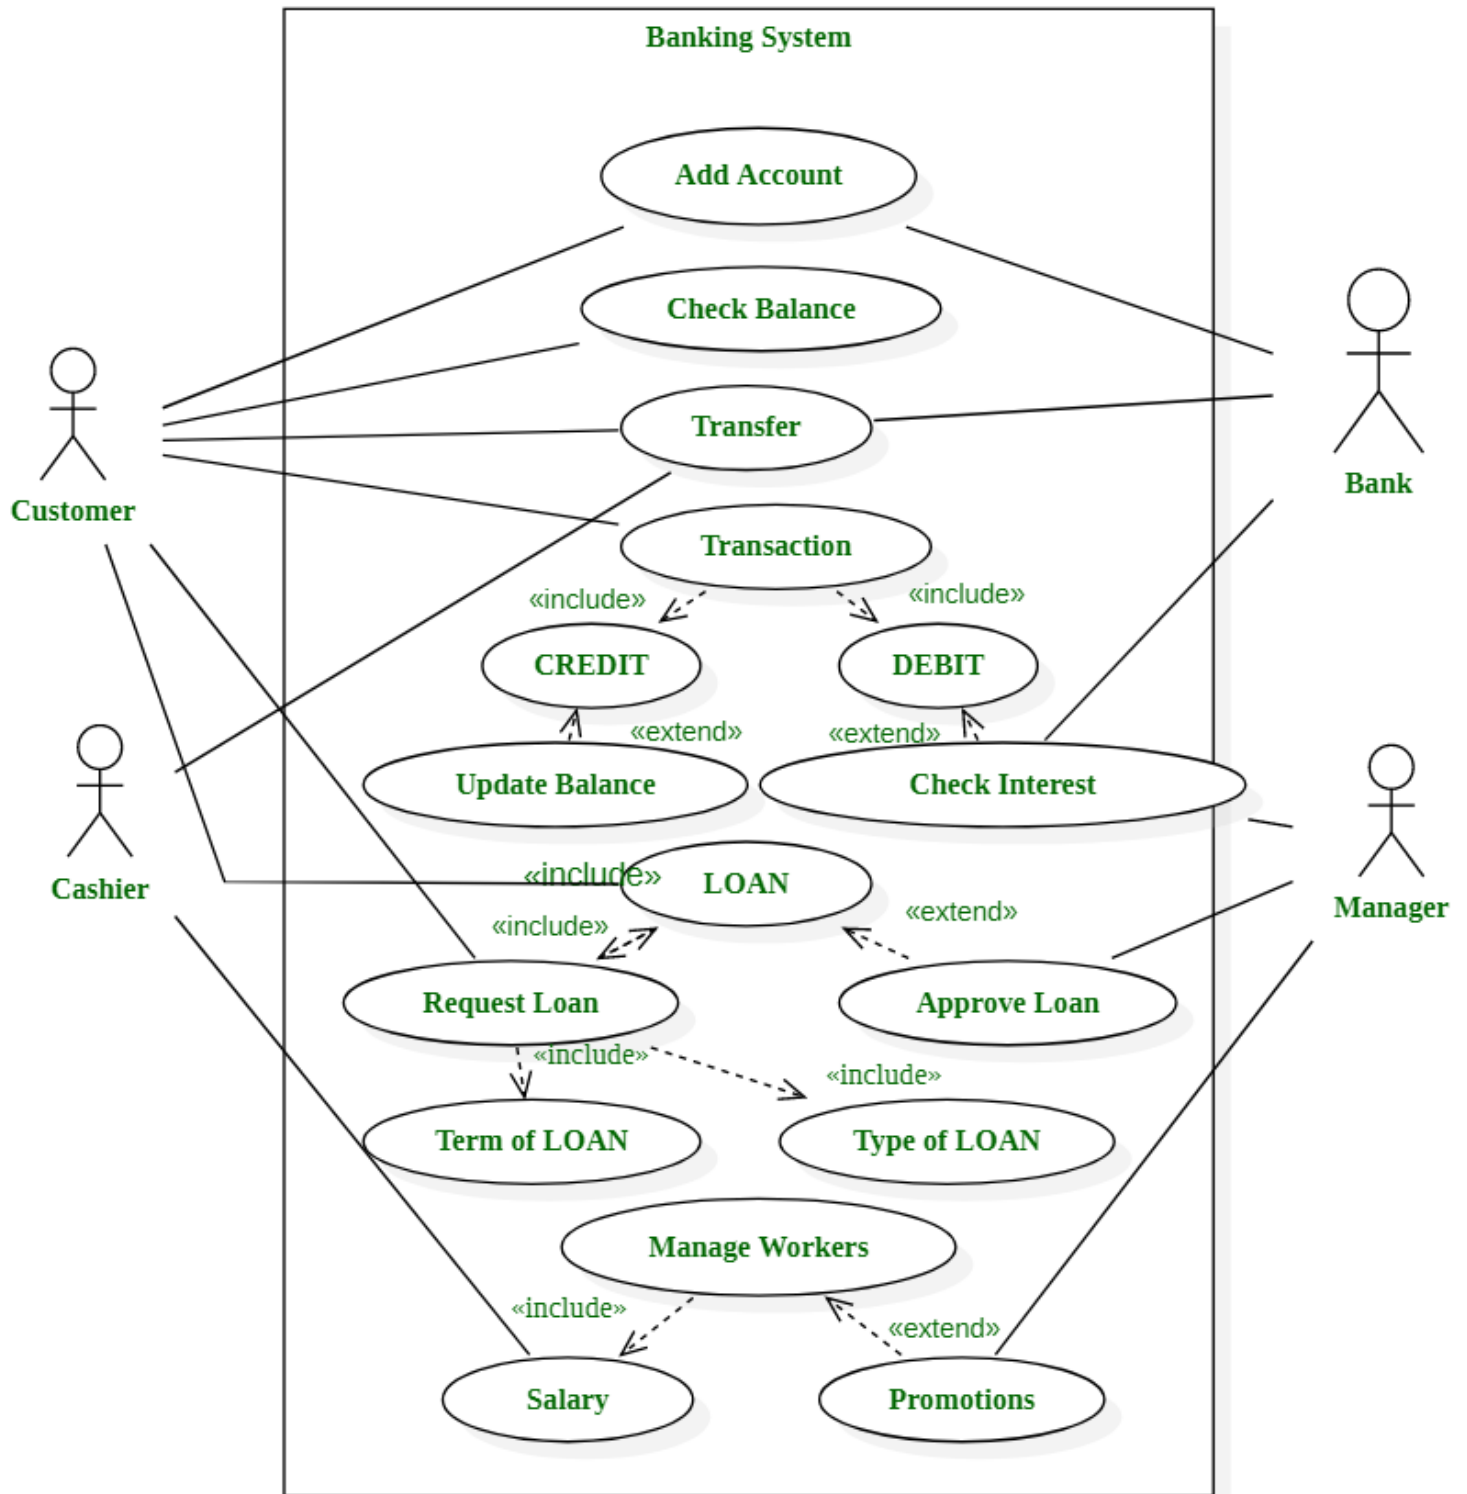 Banking System
Add Account
Check Balance
Transfer
Bank
Customer
Transaction
«include»
«include»
CREDIT
DEBIT
«extend»
«extend»
Update Balance
Check Interest
«include»
LOAN
Cashier
Manager
«include»
«extend»
Request Loan
Approve Loan
«include»
«include»
Term of LOAN
Type of LOAN
Manage Workers
«include»
«extend»
Salary
Promotions